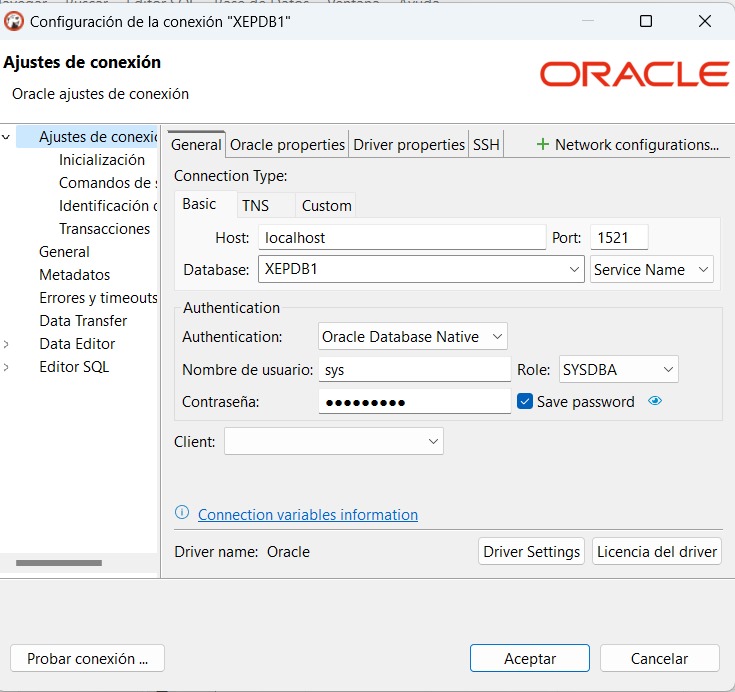 Configuración de la conexión "XEPDB1"
Ajustes de conexión
Oracle ajustes de conexión
ORACLE
Ajustes de conexió
Inicialización
Comandos de s
Identificación
Transacciones
General
Metadatos
Errores y timeouts
Data Transfer
Data Editor
Editor SQL
General Oracle properties Driver properties SSH + Network configurations...
Connection Type:
Basic TNS Custom
Host: localhost Port: 1521
Database: XEPDB1 Service Name
Authentication
Authentication: Oracle Database Native
Nombre de usuario: sys Role: SYSDBA
Contraseña: ●●●●●●●●● Save password
Client:
Connection variables information
Driver name: Oracle Driver Settings Licencia del driver
Probar conexión ... Aceptar Cancelar